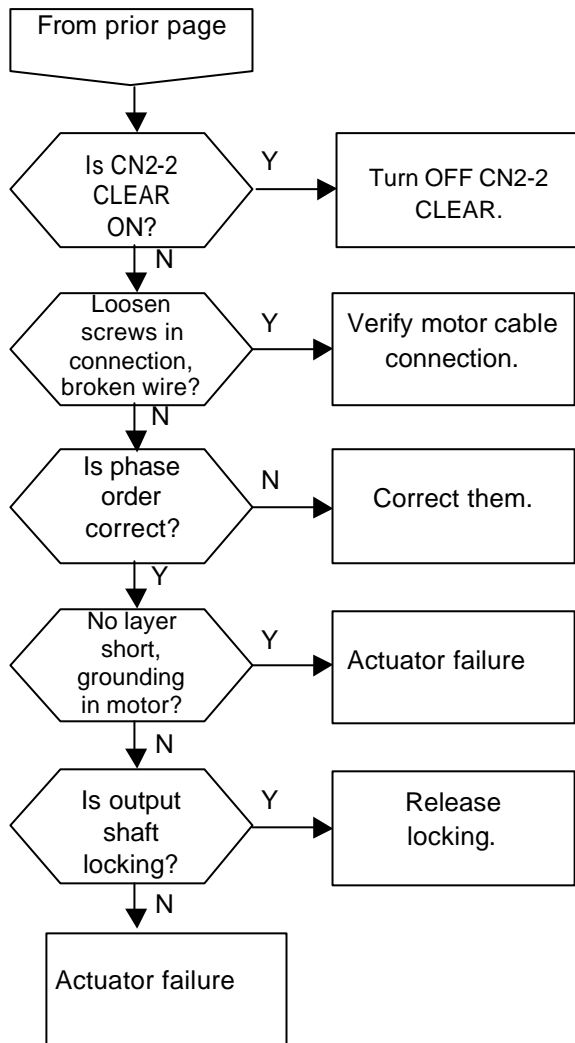 From prior page
Is CN2-2
CLEAR
ON?
Y
Turn OFF CN2-2
CLEAR.
N
Loosen
screws in
connection,
broken wire?
Y
Verify motor cable
connection.
N
Is phase
order
correct?
N
Correct them.
Y
No layer
short,
grounding
in motor?
Y
Actuator failure
N
Is output
shaft
locking?
Y
Release
locking.
N
Actuator failure